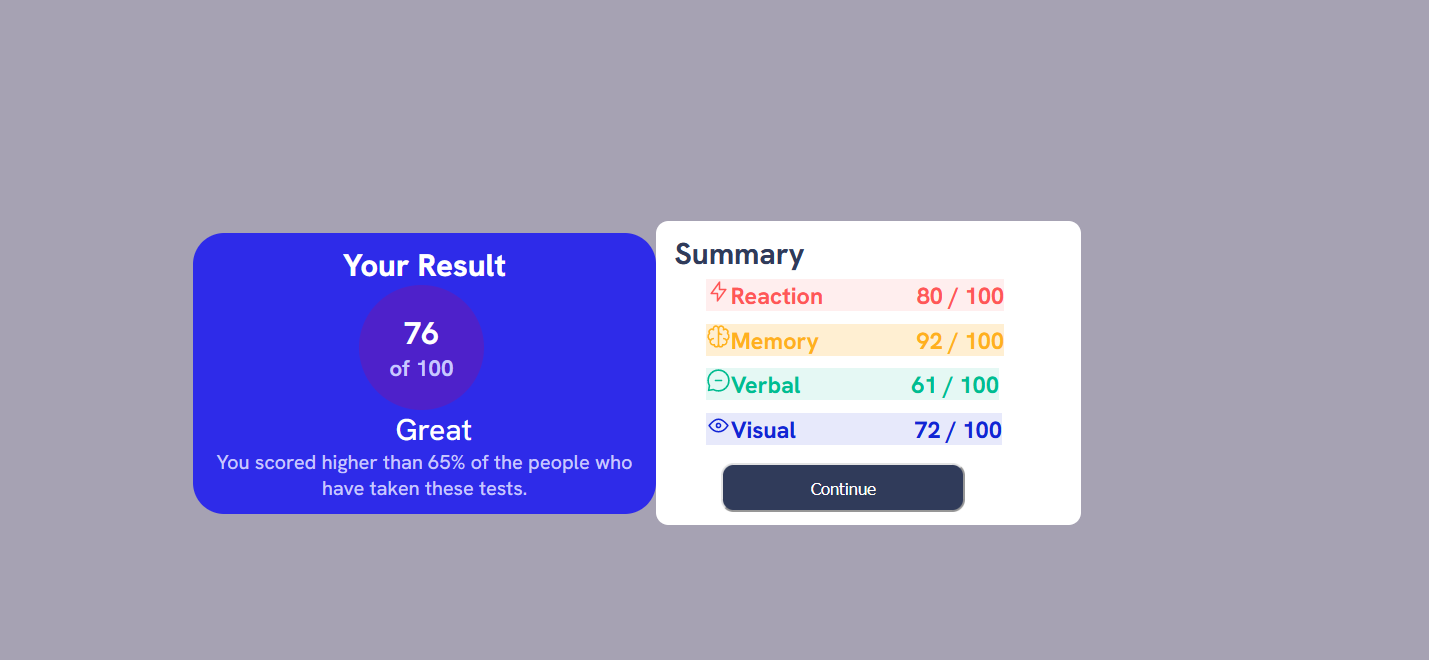 Your Result
76
of 100
Great
You scored higher than 65% of the people who
have taken these tests.
Summary
Reaction 80 / 100
Memory 92 / 100
Verbal 61 / 100
Visual 72 / 100
Continue